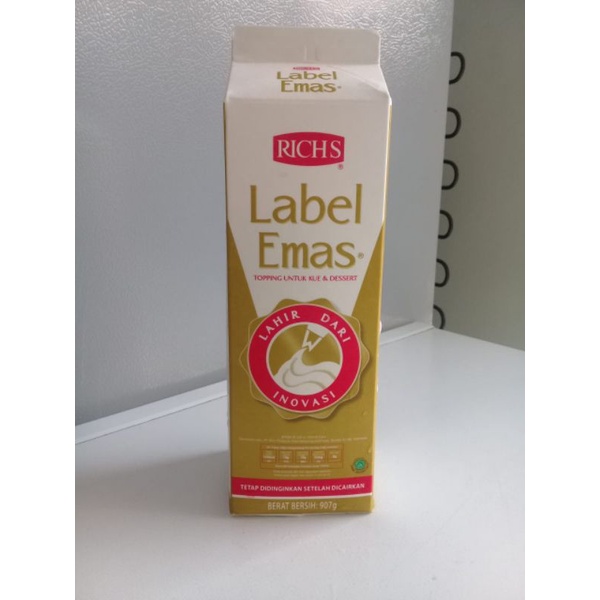 Label
Emas®
RICH'S
®
Label
Emas®
TOPPING UNTUK KUE & DESSERT
LAHIR DARI
INOVASI
TETAP DIDINGINKAN SETELAH DICAIRKAN
BERAT BERSIH: 907g